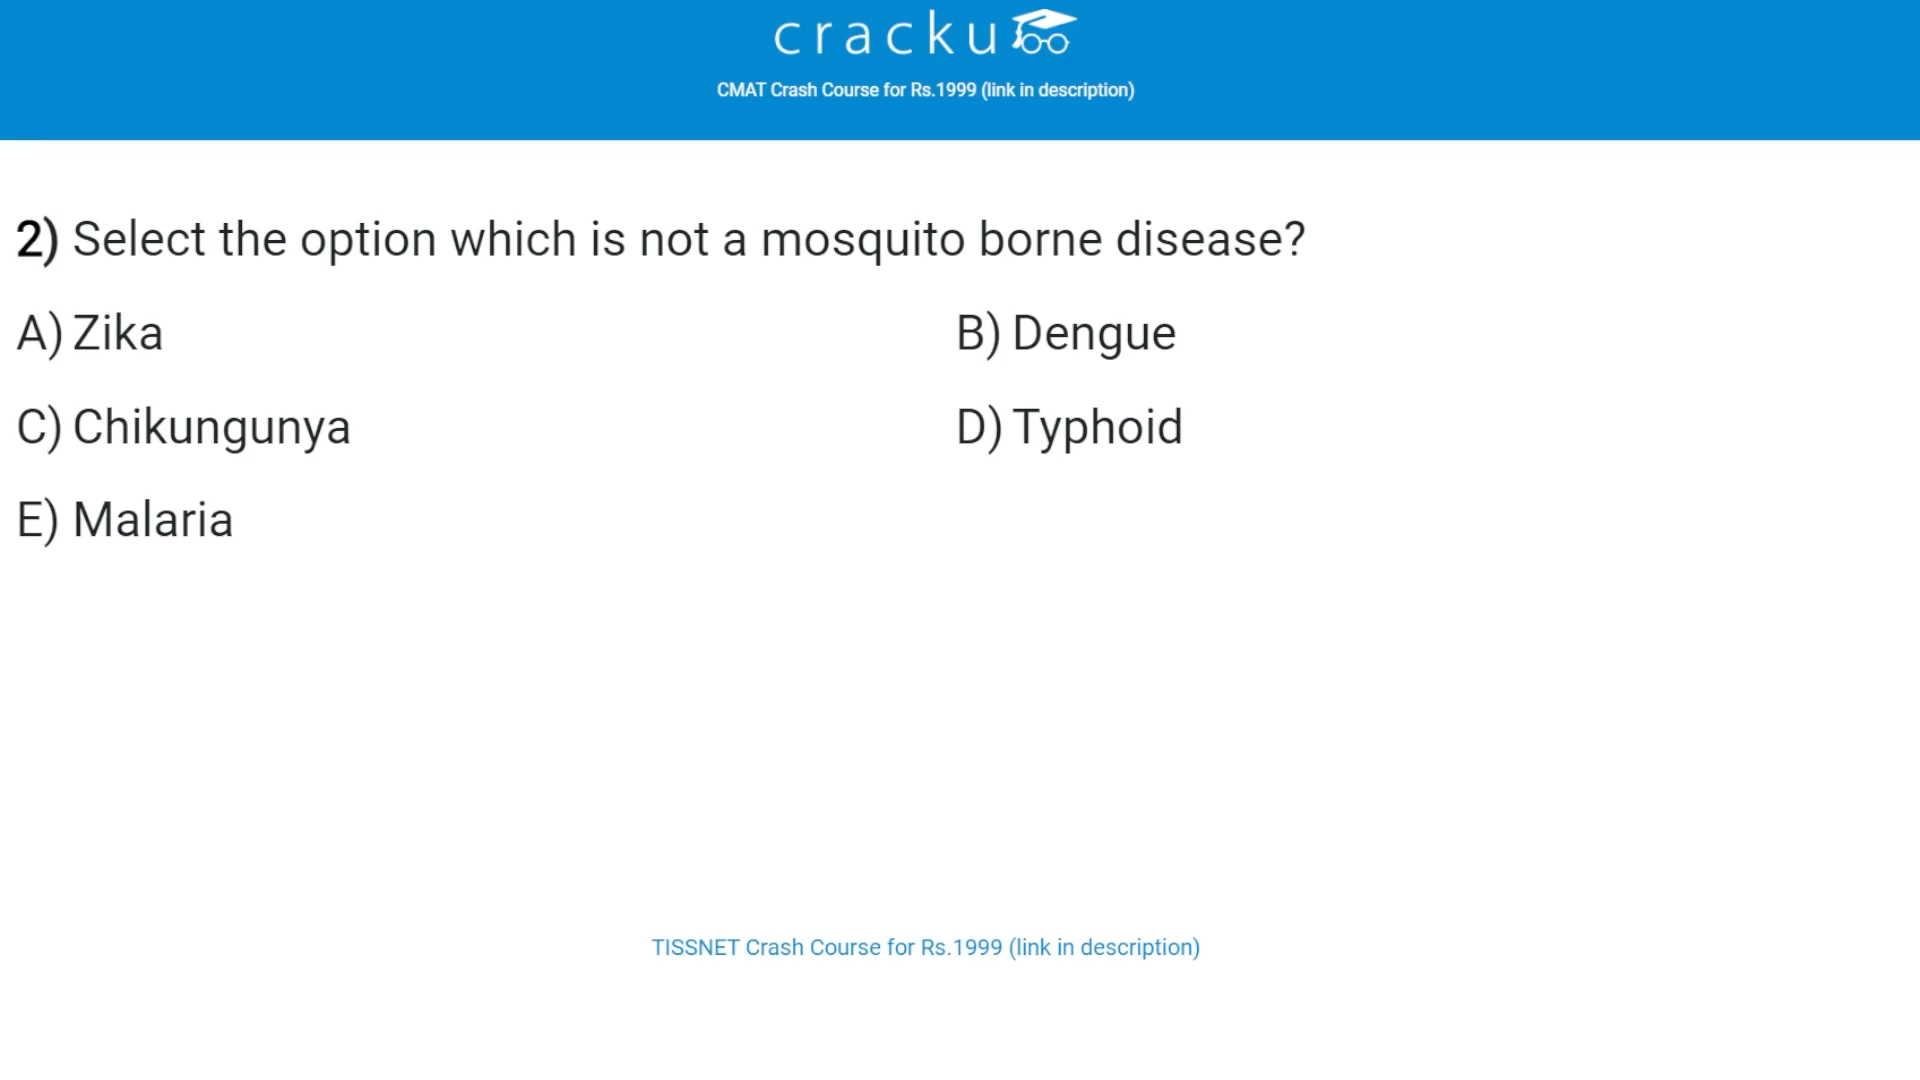 cracku
CMAT Crash Course for Rs.1999 (link in description)
2) Select the option which is not a mosquito borne disease?
A) Zika
B) Dengue
C) Chikungunya
D) Typhoid
E) Malaria
TISSNET Crash Course for Rs.1999 (link in description)